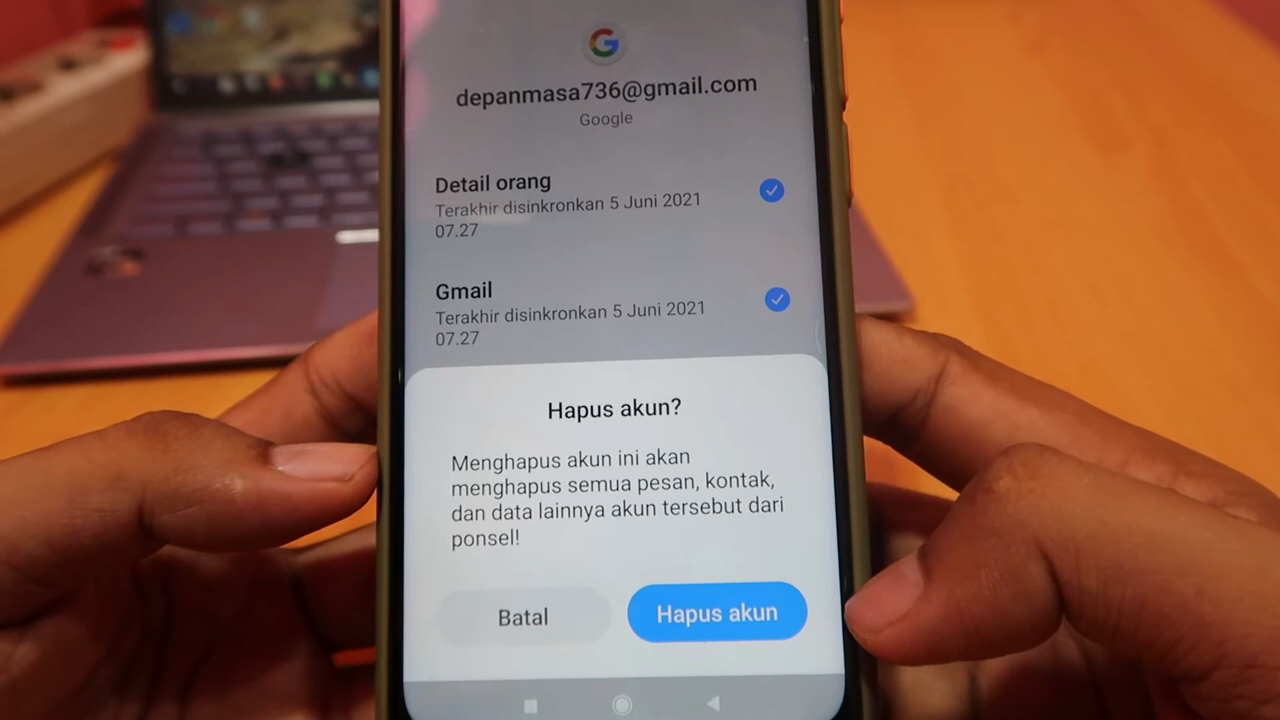 depanmasa736@gmail.com
Google
Detail orang
Terakhir disinkronkan 5 Juni 2021
07.27
Gmail
Terakhir disinkronkan 5 Juni 2021
07.27
Hapus akun?
Menghapus akun ini akan
menghapus semua pesan, kontak,
dan data lainnya akun tersebut dari
ponsel!
Batal
Hapus akun